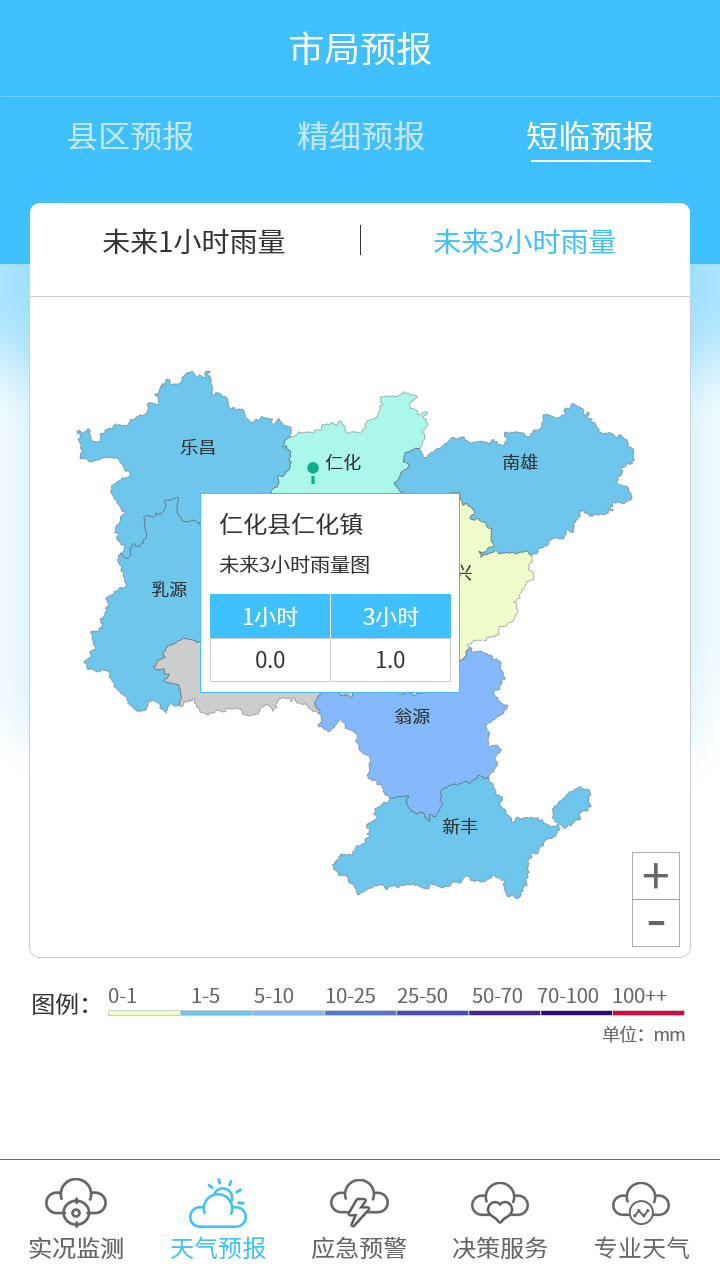 市局预报
县区预报 精细预报 短临预报
未来1小时雨量 未来3小时雨量
乐昌
仁化
南雄
仁化县仁化镇
未来3小时雨量图
兴
乳源
1小时 3小时
0.0 1.0
翁源
新丰
+
-
图例：
0-1 1-5 5-10 10-25 25-50 50-70 70-100 100++
单位：mm
实况监测 天气预报 应急预警 决策服务 专业天气